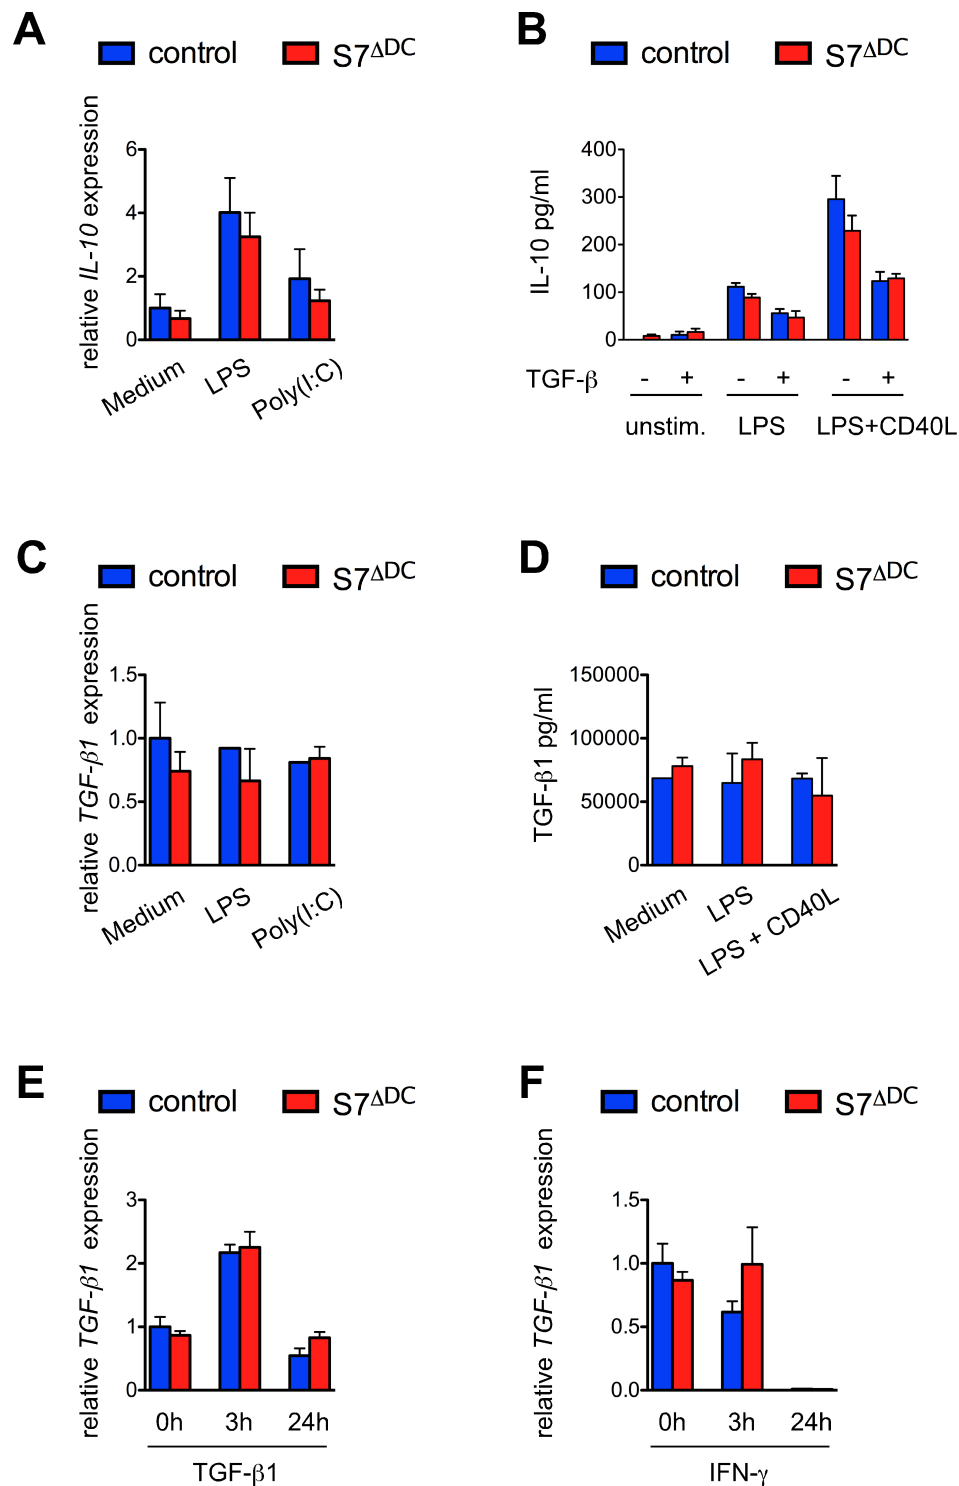 A
control S7ΔDC
relative IL-10 expression
6
4
2
0
Medium LPS Poly(I:C)
B
control S7ΔDC
IL-10 pg/ml
400
300
200
100
0
TGF-β - + - + - +
unstim. LPS LPS+CD40L
C
control S7ΔDC
relative TGF-β1 expression
1.5
1.0
0.5
0.0
Medium LPS Poly(I:C)
D
control S7ΔDC
TGF-β1 pg/ml
150000
100000
50000
0
Medium LPS LPS + CD40L
E
control S7ΔDC
relative TGF-β1 expression
3
2
1
0
0h 3h 24h
TGF-β1
F
control S7ΔDC
relative TGF-β1 expression
1.5
1.0
0.5
0.0
0h 3h 24h
IFN-γ